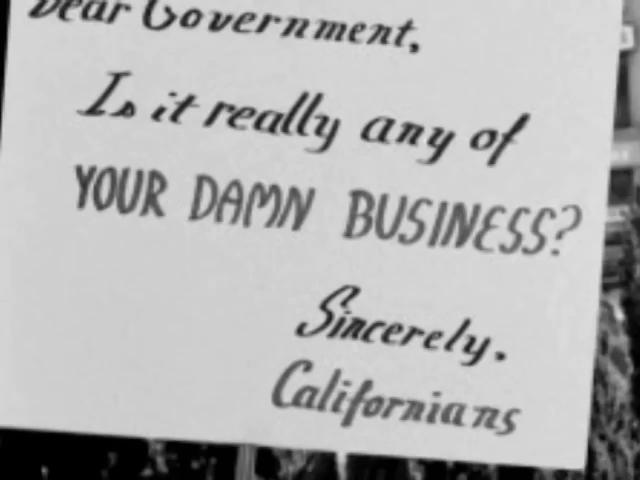 Dear Government,
Is it really any of
YOUR DAMN BUSINESS?
Sincerely.
Californians